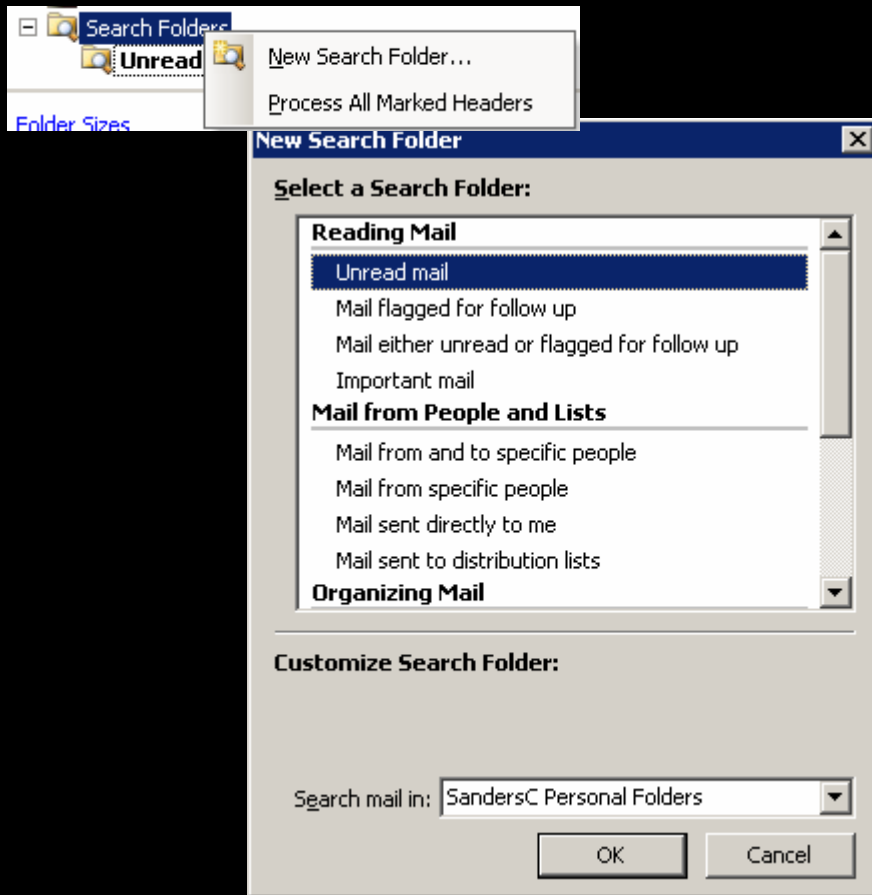 Search Folders
Unread
New Search Folder...
Process All Marked Headers
Folder Sizes
New Search Folder
Select a Search Folder:
Reading Mail
Unread mail
Mail flagged for follow up
Mail either unread or flagged for follow up
Important mail
Mail from People and Lists
Mail from and to specific people
Mail from specific people
Mail sent directly to me
Mail sent to distribution lists
Organizing Mail
Customize Search Folder:
Search mail in: SandersC Personal Folders
OK Cancel